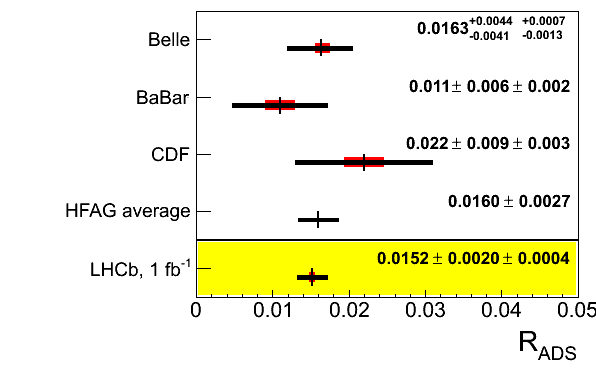 Belle 0.0163 +0.0044 -0.0041 +0.0007 -0.0013
BaBar 0.011 ± 0.006 ± 0.002
CDF 0.022 ± 0.009 ± 0.003
HFAG average 0.0160 ± 0.0027
LHCb, 1 fb-1 0.0152 ± 0.0020 ± 0.0004
0 0.01 0.02 0.03 0.04 0.05
RADS